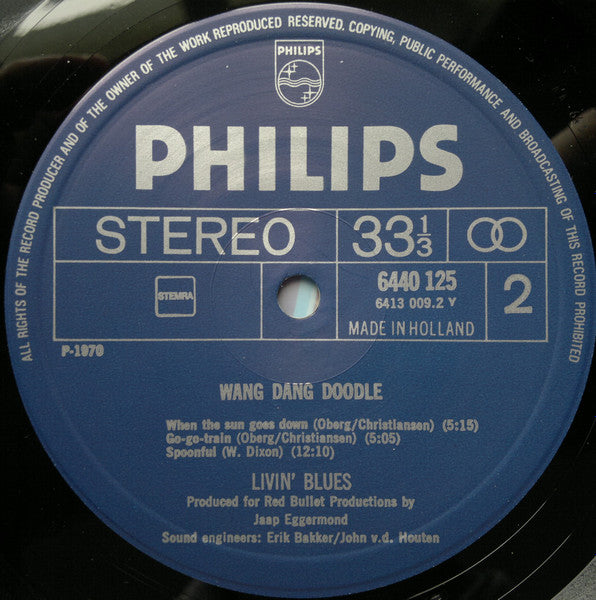 ALL RIGHTS OF THE RECORD PRODUCER AND OF THE OWNER OF THE WORK REPRODUCED RESERVED. COPYING, PUBLIC PERFORMANCE AND BROADCASTING OF THIS RECORD PROHIBITED
PHILIPS
PHILIPS
STEREO 33 1/3
STEMRA
6440 125
6413 009.2 Y
2
MADE IN HOLLAND
P-1970
WANG DANG DOODLE
When the sun goes down (Oberg/Christiansen) (5:15)
Go-go-train (Oberg/Christiansen) (5:05)
Spoonful (W. Dixon) (12:10)
LIVIN' BLUES
Produced for Red Bullet Productions by
Jaap Eggermond
Sound engineers: Erik Bakker/John v.d. Houten